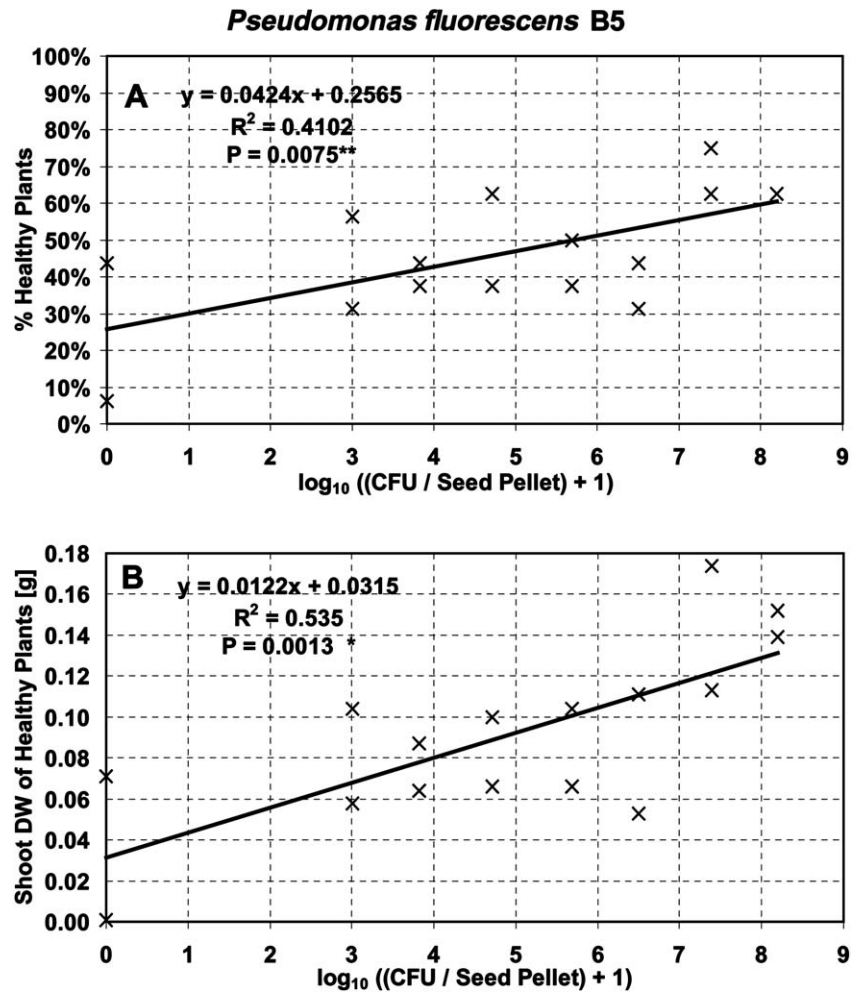 Pseudomonas fluorescens B5
100%
90%
80%
70%
60%
50%
40%
30%
20%
10%
0%
% Healthy Plants
A
y = 0.0424x + 0.2565
R² = 0.4102
P = 0.0075**
0 1 2 3 4 5 6 7 8 9
log₁₀ ((CFU / Seed Pellet) + 1)
0.18
0.16
0.14
0.12
0.10
0.08
0.06
0.04
0.02
0.00
Shoot DW of Healthy Plants [g]
B
y = 0.0122x + 0.0315
R² = 0.535
P = 0.0013 *
0 1 2 3 4 5 6 7 8 9
log₁₀ ((CFU / Seed Pellet) + 1)